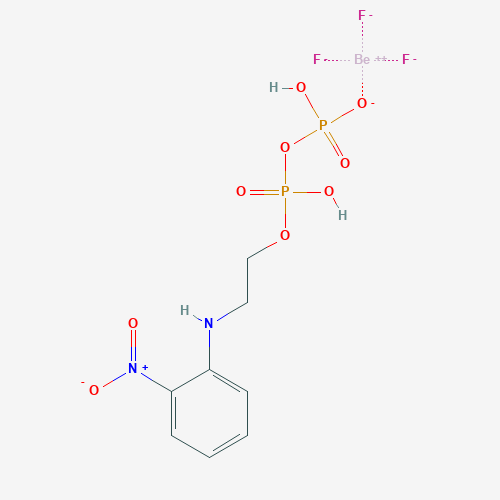 F -
F - Be ++ F -
H O O -
P
O O
O P O
H
O
H
O N
N +
- O